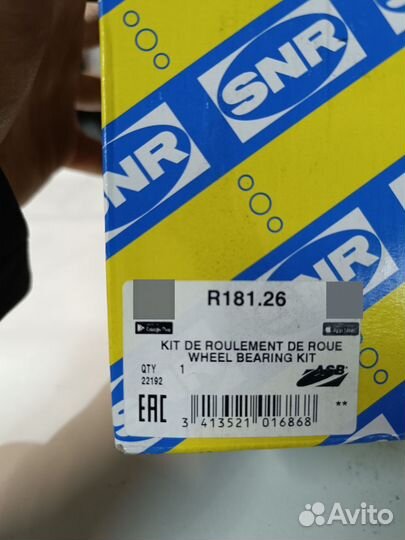 SNR
SNR
SNR
R181.26
Google Play
App Store
KIT DE ROULEMENT DE ROUE
WHEEL BEARING KIT
QTY 1
22192
ASB
EAC
**
3 413521 016868
Avito